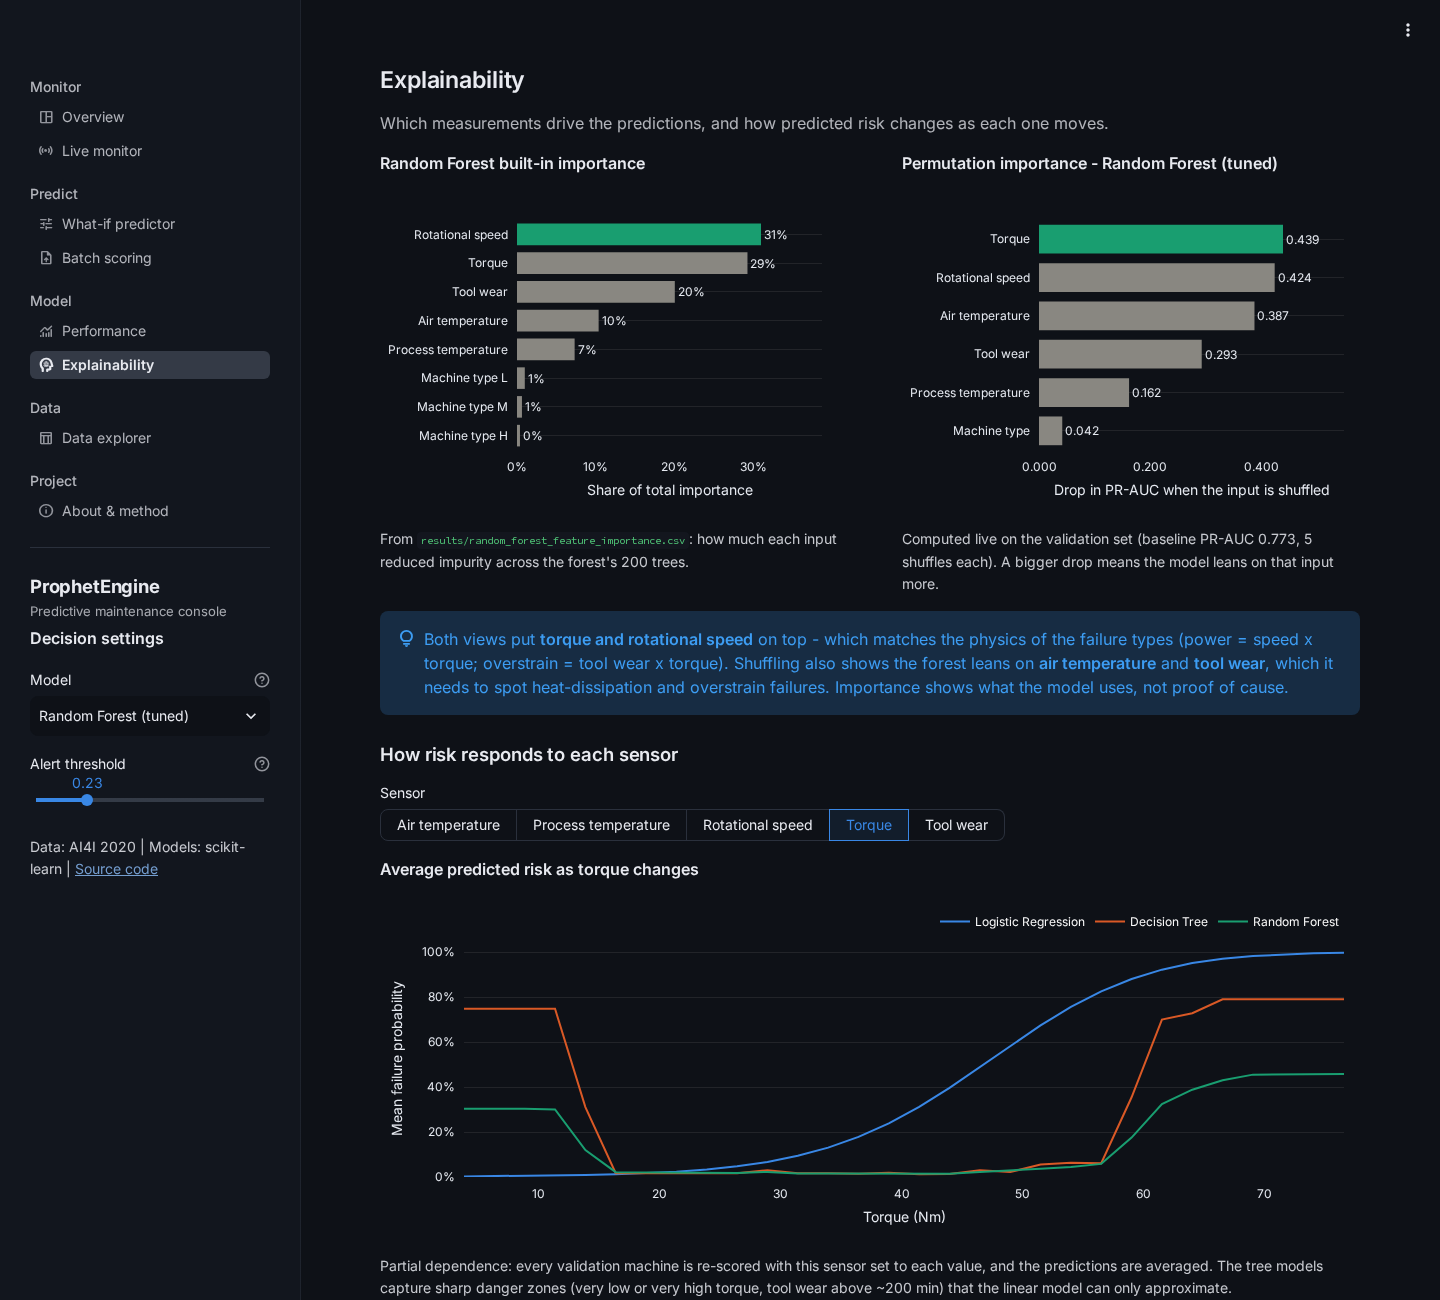 Monitor
Overview
Live monitor
Predict
What-if predictor
Batch scoring
Model
Performance
Explainability
Data
Data explorer
Project
About & method
ProphetEngine
Predictive maintenance console
Decision settings
Model
Random Forest (tuned)
Alert threshold
0.23
Data: AI4I 2020 | Models: scikit-
learn | Source code
Explainability
Which measurements drive the predictions, and how predicted risk changes as each one moves.
Random Forest built-in importance
Rotational speed 31%
Torque 29%
Tool wear 20%
Air temperature 10%
Process temperature 7%
Machine type L 1%
Machine type M 1%
Machine type H 0%
0% 10% 20% 30%
Share of total importance
From results/random_forest_feature_importance.csv : how much each input
reduced impurity across the forest's 200 trees.
Permutation importance - Random Forest (tuned)
Torque 0.439
Rotational speed 0.424
Air temperature 0.387
Tool wear 0.293
Process temperature 0.162
Machine type 0.042
0.000 0.200 0.400
Drop in PR-AUC when the input is shuffled
Computed live on the validation set (baseline PR-AUC 0.773, 5
shuffles each). A bigger drop means the model leans on that input
more.
Both views put torque and rotational speed on top - which matches the physics of the failure types (power = speed x
torque; overstrain = tool wear x torque). Shuffling also shows the forest leans on air temperature and tool wear, which it
needs to spot heat-dissipation and overstrain failures. Importance shows what the model uses, not proof of cause.
How risk responds to each sensor
Sensor
Air temperature Process temperature Rotational speed Torque Tool wear
Average predicted risk as torque changes
Logistic Regression Decision Tree Random Forest
Mean failure probability
100%
80%
60%
40%
20%
0%
10 20 30 40 50 60 70
Torque (Nm)
Partial dependence: every validation machine is re-scored with this sensor set to each value, and the predictions are averaged. The tree models
capture sharp danger zones (very low or very high torque, tool wear above ~200 min) that the linear model can only approximate.